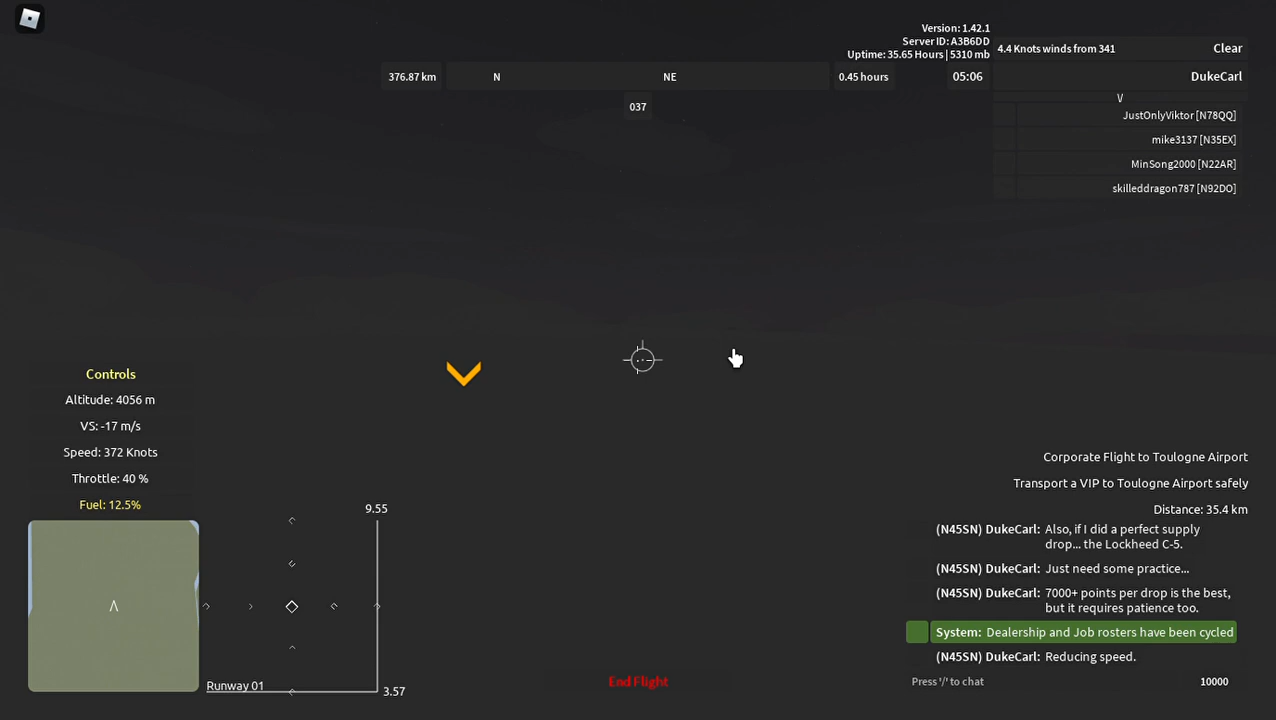 Version: 1.42.1
Server ID: A3B6DD
Uptime: 35.65 Hours | 5310 mb
4.4 Knots winds from 341
Clear
376.87 km
N
NE
0.45 hours
05:06
DukeCarl
037
JustOnlyViktor [N78QQ]
mike3137 [N35EX]
MinSong2000 [N22AR]
skilleddragon787 [N92DO]
Controls
Altitude: 4056 m
VS: -17 m/s
Speed: 372 Knots
Throttle: 40 %
Fuel: 12.5%
9.55
Runway 01
3.57
End Flight
Corporate Flight to Toulogne Airport
Transport a VIP to Toulogne Airport safely
Distance: 35.4 km
(N45SN) DukeCarl: Also, if I did a perfect supply
drop... the Lockheed C-5.
(N45SN) DukeCarl: Just need some practice...
(N45SN) DukeCarl: 7000+ points per drop is the best,
but it requires patience too.
System: Dealership and Job rosters have been cycled
(N45SN) DukeCarl: Reducing speed.
Press '/' to chat
10000